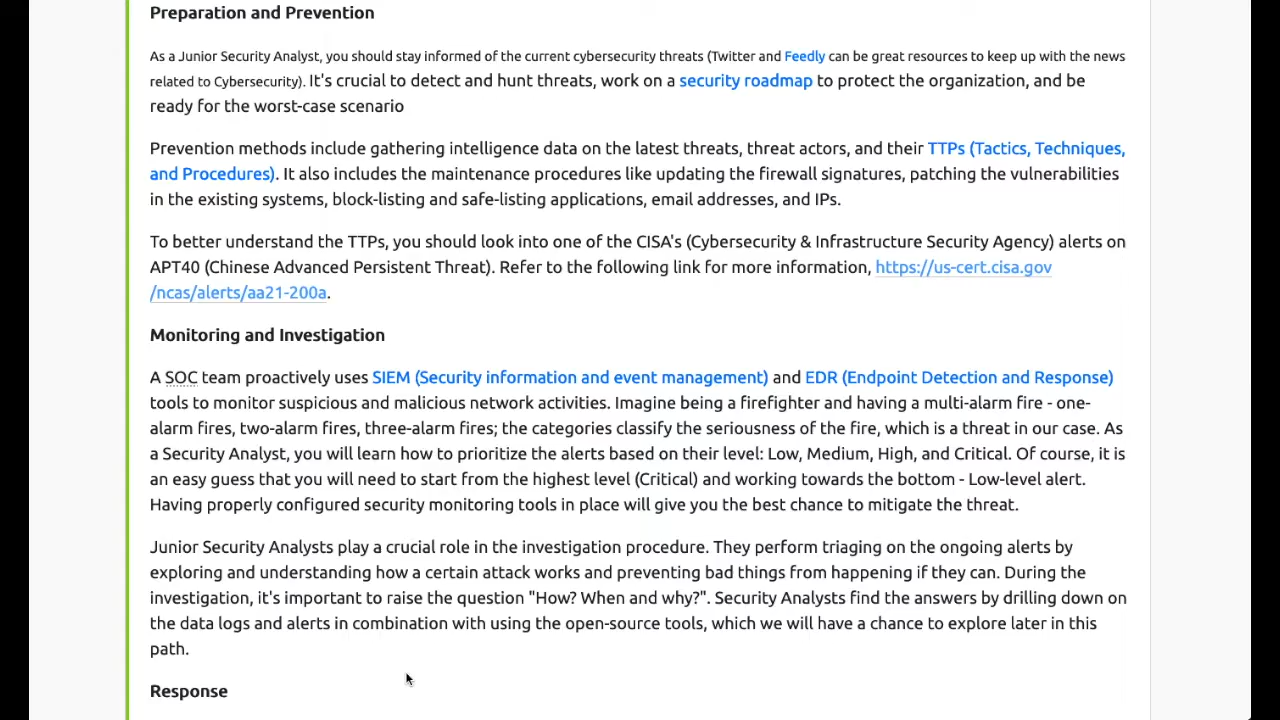 Preparation and Prevention
As a Junior Security Analyst, you should stay informed of the current cybersecurity threats (Twitter and Feedly can be great resources to keep up with the news
related to Cybersecurity). It's crucial to detect and hunt threats, work on a security roadmap to protect the organization, and be
ready for the worst-case scenario
Prevention methods include gathering intelligence data on the latest threats, threat actors, and their TTPs (Tactics, Techniques,
and Procedures). It also includes the maintenance procedures like updating the firewall signatures, patching the vulnerabilities
in the existing systems, block-listing and safe-listing applications, email addresses, and IPs.
To better understand the TTPs, you should look into one of the CISA's (Cybersecurity & Infrastructure Security Agency) alerts on
APT40 (Chinese Advanced Persistent Threat). Refer to the following link for more information, https://us-cert.cisa.gov
/ncas/alerts/aa21-200a.
Monitoring and Investigation
A SOC team proactively uses SIEM (Security information and event management) and EDR (Endpoint Detection and Response)
tools to monitor suspicious and malicious network activities. Imagine being a firefighter and having a multi-alarm fire - one-
alarm fires, two-alarm fires, three-alarm fires; the categories classify the seriousness of the fire, which is a threat in our case. As
a Security Analyst, you will learn how to prioritize the alerts based on their level: Low, Medium, High, and Critical. Of course, it is
an easy guess that you will need to start from the highest level (Critical) and working towards the bottom - Low-level alert.
Having properly configured security monitoring tools in place will give you the best chance to mitigate the threat.
Junior Security Analysts play a crucial role in the investigation procedure. They perform triaging on the ongoing alerts by
exploring and understanding how a certain attack works and preventing bad things from happening if they can. During the
investigation, it's important to raise the question "How? When and why?". Security Analysts find the answers by drilling down on
the data logs and alerts in combination with using the open-source tools, which we will have a chance to explore later in this
path.
Response